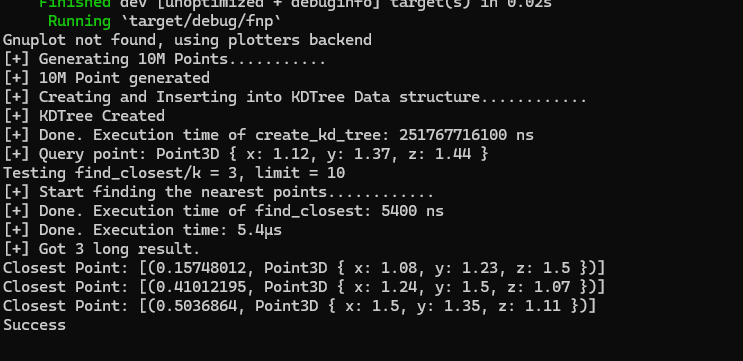 Finished dev [unoptimized + debuginfo] target(s) in 0.02s
Running `target/debug/fnp`
Gnuplot not found, using plotters backend
[+] Generating 10M Points...........
[+] 10M Point generated
[+] Creating and Inserting into KDTree Data structure............
[+] KDTree Created
[+] Done. Execution time of create_kd_tree: 251767716100 ns
[+] Query point: Point3D { x: 1.12, y: 1.37, z: 1.44 }
Testing find_closest/k = 3, limit = 10
[+] Start finding the nearest points............
[+] Done. Execution time of find_closest: 5400 ns
[+] Done. Execution time: 5.4µs
[+] Got 3 long result.
Closest Point: [(0.15748012, Point3D { x: 1.08, y: 1.23, z: 1.5 })]
Closest Point: [(0.41012195, Point3D { x: 1.24, y: 1.5, z: 1.07 })]
Closest Point: [(0.5036864, Point3D { x: 1.5, y: 1.35, z: 1.11 })]
Success